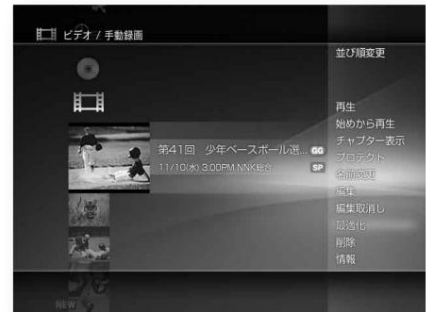 ビデオ / 手動録画
並び順変更
再生
始めから再生
チャプター表示
プロテクト
名前変更
編集
編集取消し
最適化
削除
情報
第41回 少年ベースボール選... GG
11/10(水) 3:00PM NNK総合 SP
NEW